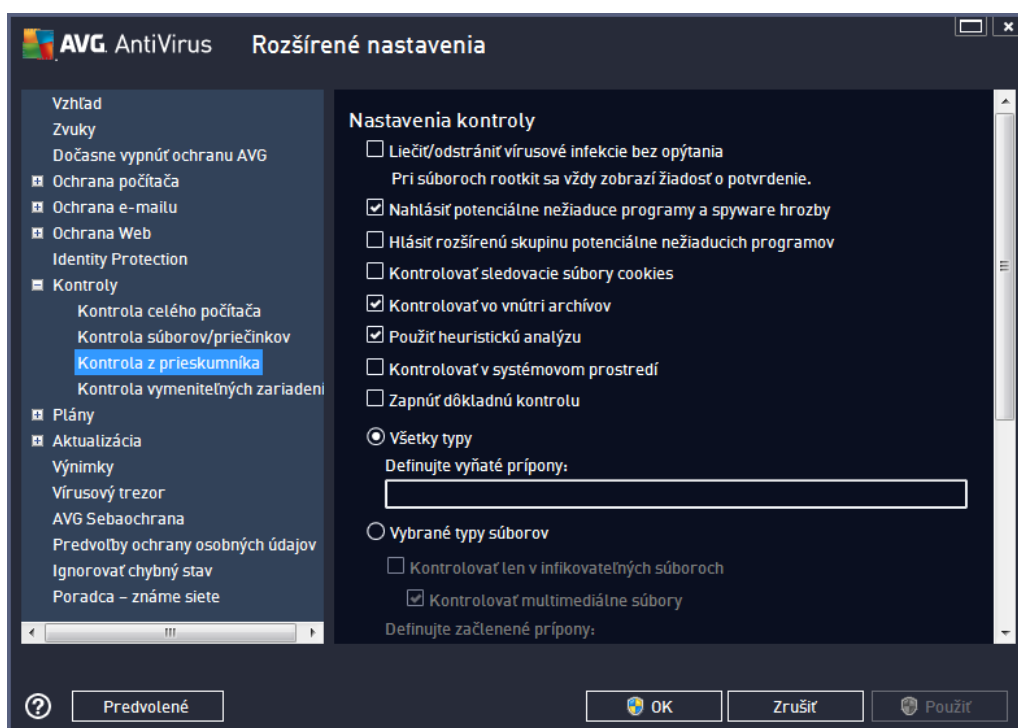 AVG. AntiVirus Rozšírené nastavenia
Vzhľad
Zvuky
Dočasne vypnúť ochranu AVG
Ochrana počítača
Ochrana e-mailu
Ochrana Web
Identity Protection
Kontroly
Kontrola celého počítača
Kontrola súborov/priečinkov
Kontrola z prieskumníka
Kontrola vymeniteľných zariadení
Plány
Aktualizácia
Výnimky
Vírusový trezor
AVG Sebaochrana
Predvoľby ochrany osobných údajov
Ignorovať chybný stav
Poradca – známe siete
Nastavenia kontroly
Liečiť/odstrániť vírusové infekcie bez opýtania
Pri súboroch rootkit sa vždy zobrazí žiadosť o potvrdenie.
Nahlásiť potenciálne nežiaduce programy a spyware hrozby
Hlásiť rozšírenú skupinu potenciálne nežiaducich programov
Kontrolovať sledovacie súbory cookies
Kontrolovať vo vnútri archívov
Použiť heuristickú analýzu
Kontrolovať v systémovom prostredí
Zapnúť dôkladnú kontrolu
Všetky typy
Definujte vyňaté prípony:
Vybrané typy súborov
Kontrolovať len v infikovateľných súboroch
Kontrolovať multimediálne súbory
Definujte začlenené prípony:
Predvolené
OK
Zrušiť
Použiť